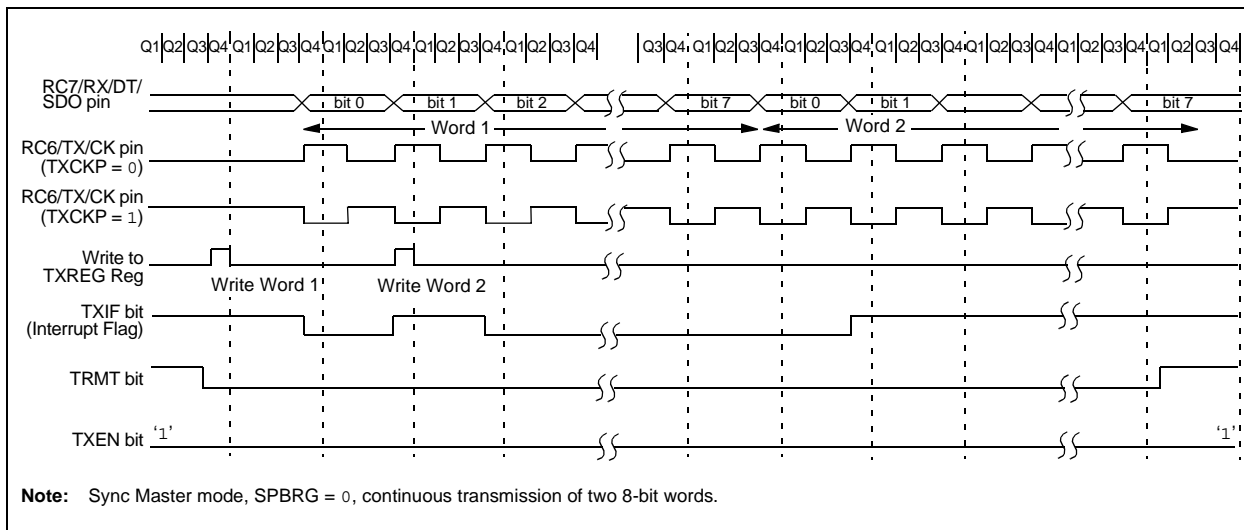 Q1 Q2 Q3 Q4 Q1 Q2 Q3 Q4 Q1 Q2 Q3 Q4 Q1 Q2 Q3 Q4 Q1 Q2 Q3 Q4 Q3 Q4 Q1 Q2 Q3 Q4 Q1 Q2 Q3 Q4 Q1 Q2 Q3 Q4 Q1 Q2 Q3 Q4 Q1 Q2 Q3 Q4 Q1 Q2 Q3 Q4
RC7/RX/DT/
SDO pin
bit 0 bit 1 bit 2 bit 7 bit 0 bit 1 bit 7
Word 1 Word 2
RC6/TX/CK pin
(TXCKP = 0)
RC6/TX/CK pin
(TXCKP = 1)
Write to
TXREG Reg
Write Word 1 Write Word 2
TXIF bit
(Interrupt Flag)
TRMT bit
TXEN bit '1' '1'
Note: Sync Master mode, SPBRG = 0, continuous transmission of two 8-bit words.